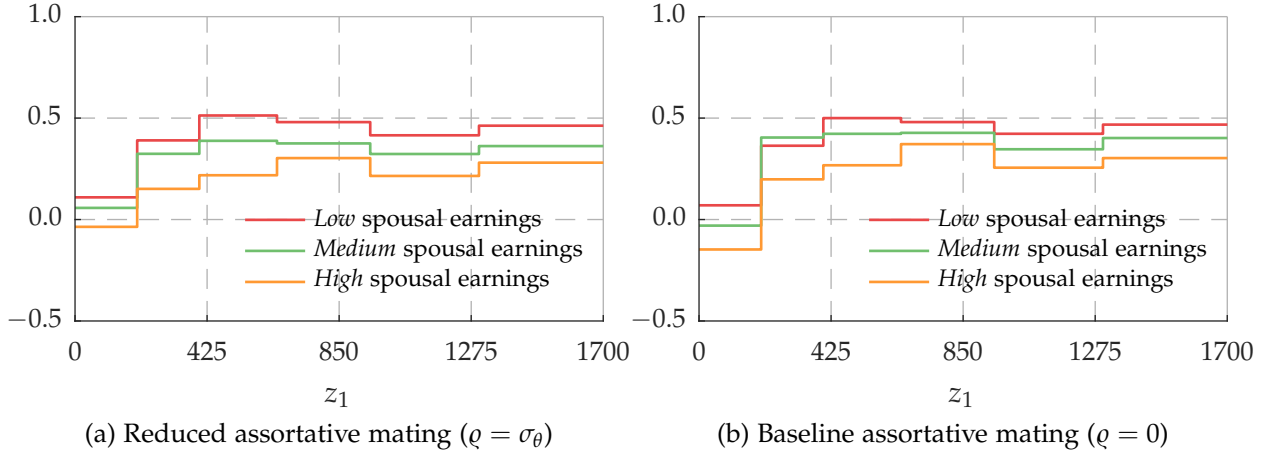 1.0
0.5
0.0
−0.5
0
425
850
1275
1700
Low spousal earnings
Medium spousal earnings
High spousal earnings
z₁
(a) Reduced assortative mating (ϱ = σ_θ)
1.0
0.5
0.0
−0.5
0
425
850
1275
1700
Low spousal earnings
Medium spousal earnings
High spousal earnings
z₁
(b) Baseline assortative mating (ϱ = 0)